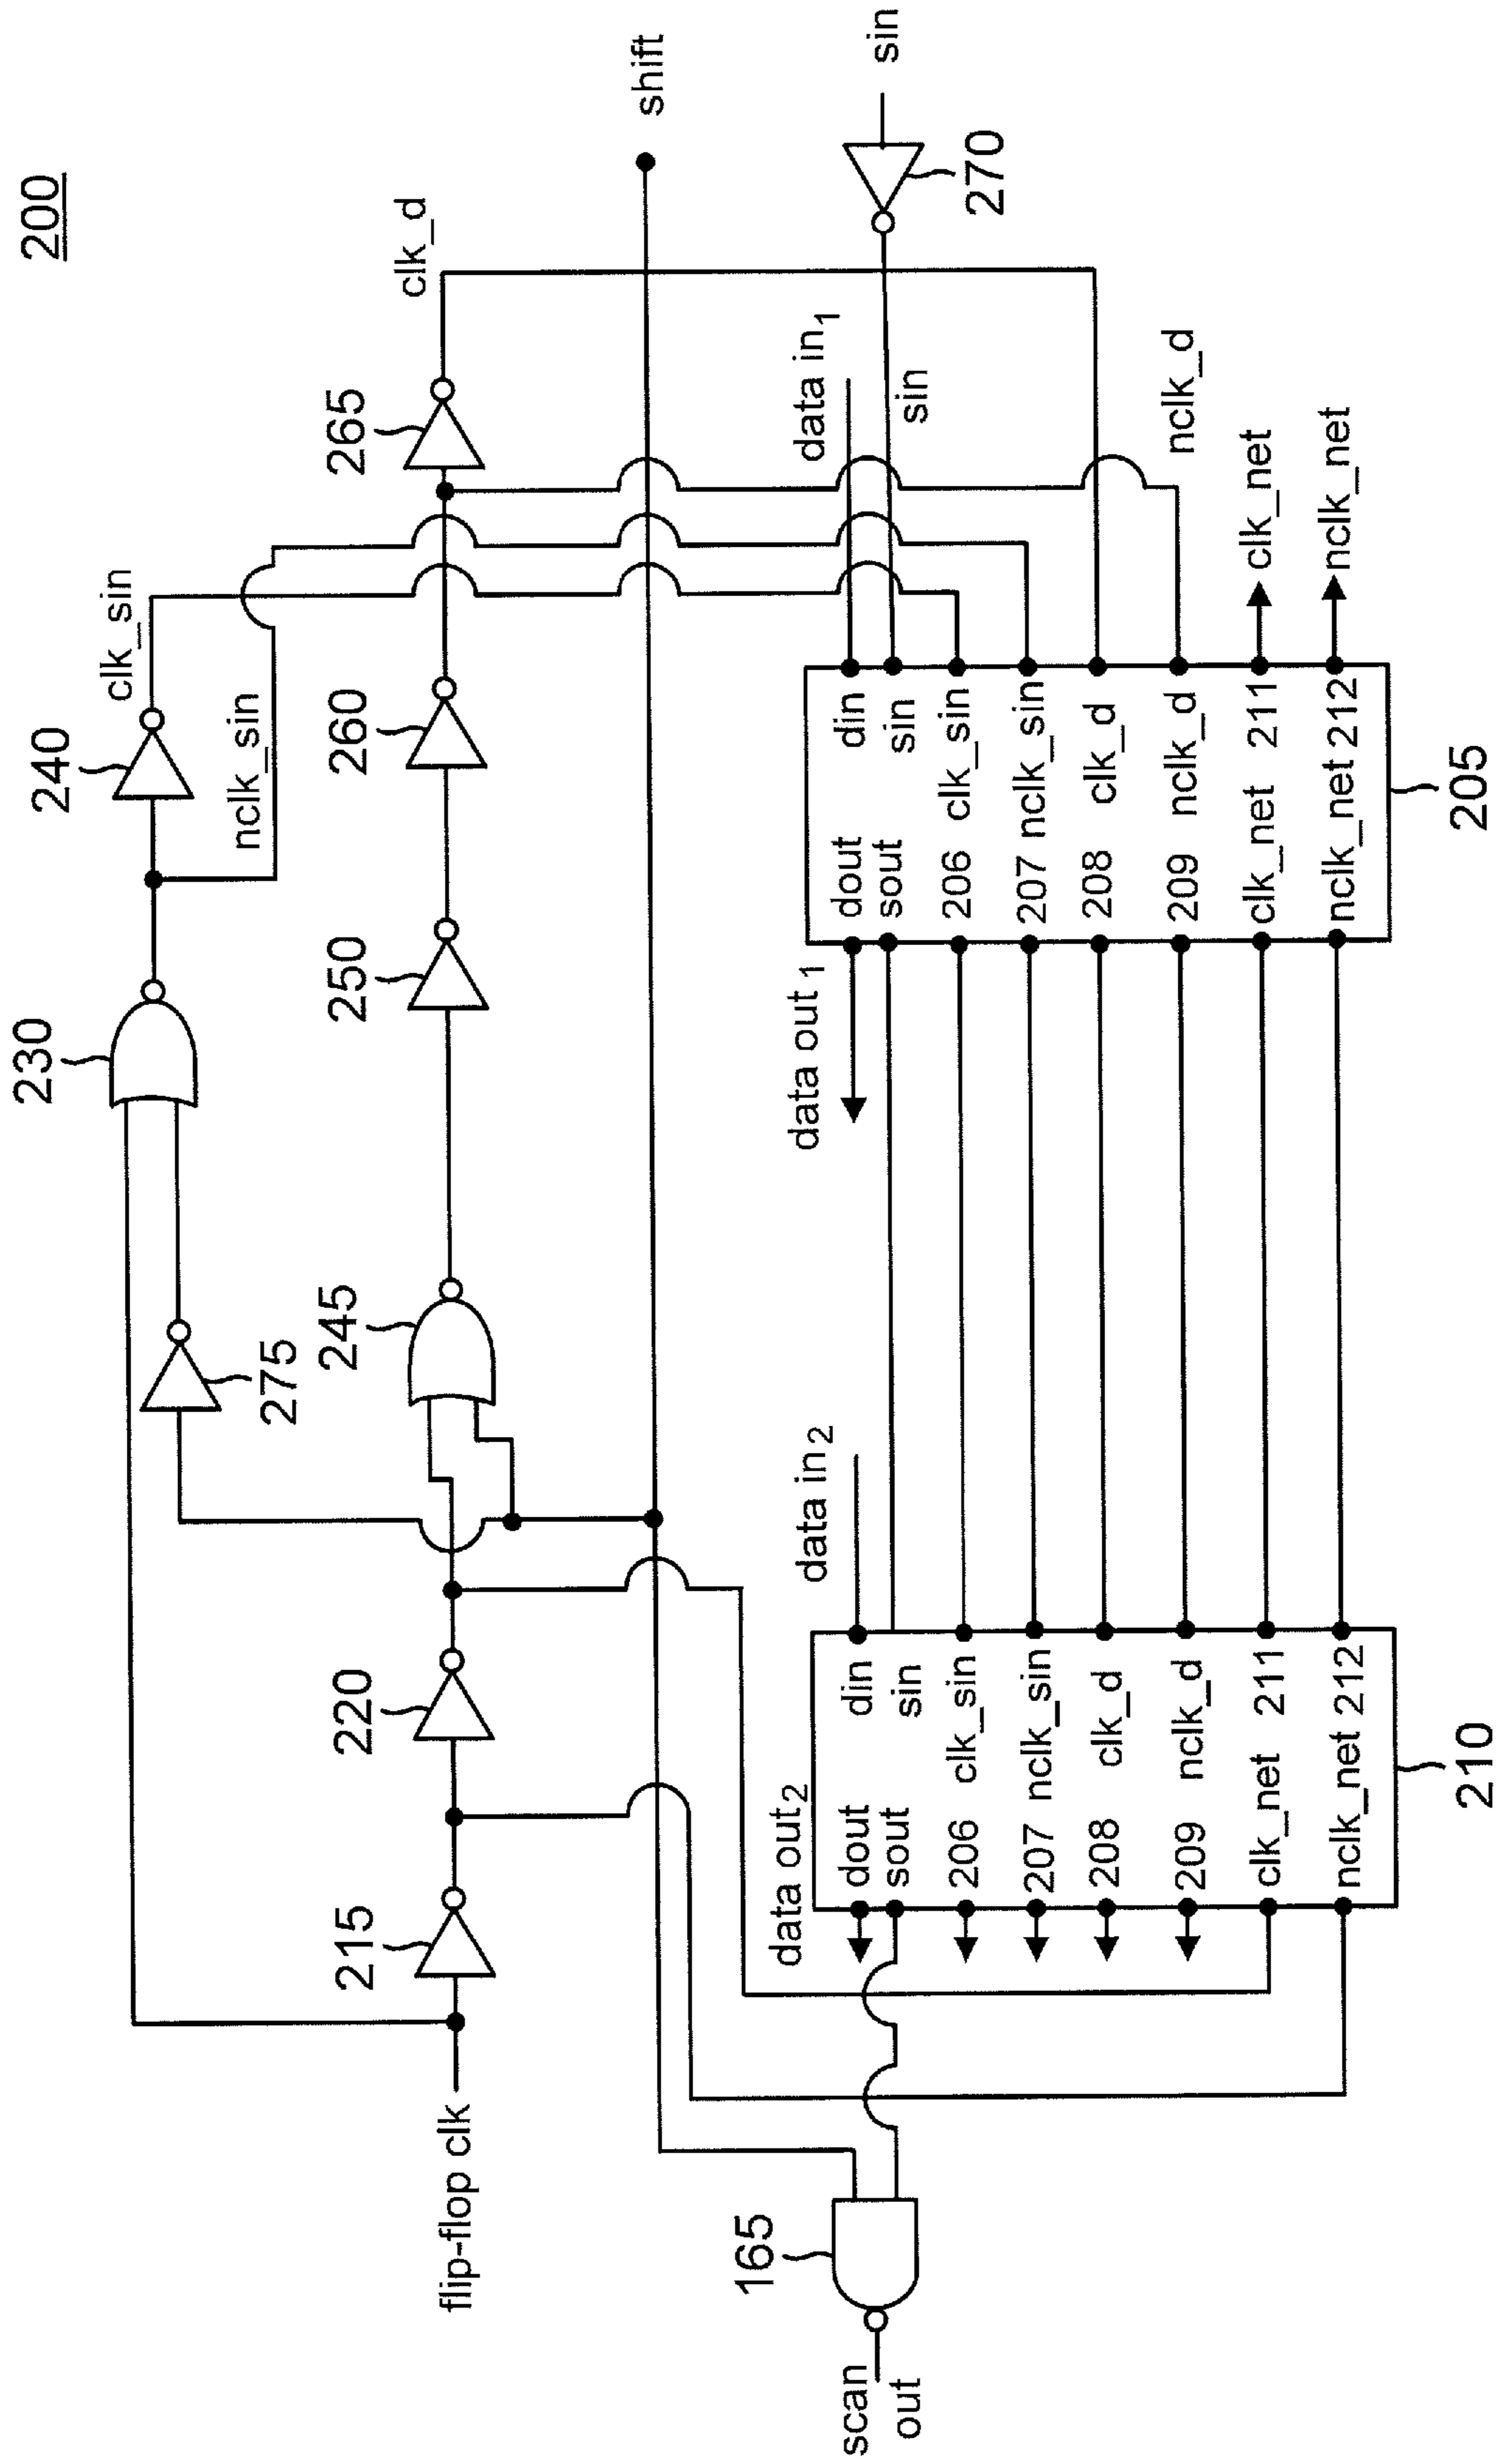 200
flip-flop clk
215
220
230
275
240
clk_sin
nclk_sin
245
250
260
265
clk_d
shift
sin
270
data in1
sin
nclk_d
clk_net
nclk_net
165
scan
out
data out2
data in2
dout din
sout sin
206 clk_sin
207 nclk_sin
208 clk_d
209 nclk_d
clk_net 211
nclk_net 212
210
data out 1
dout din
sout sin
206 clk_sin
207 nclk_sin
208 clk_d
209 nclk_d
clk_net 211
nclk_net 212
205